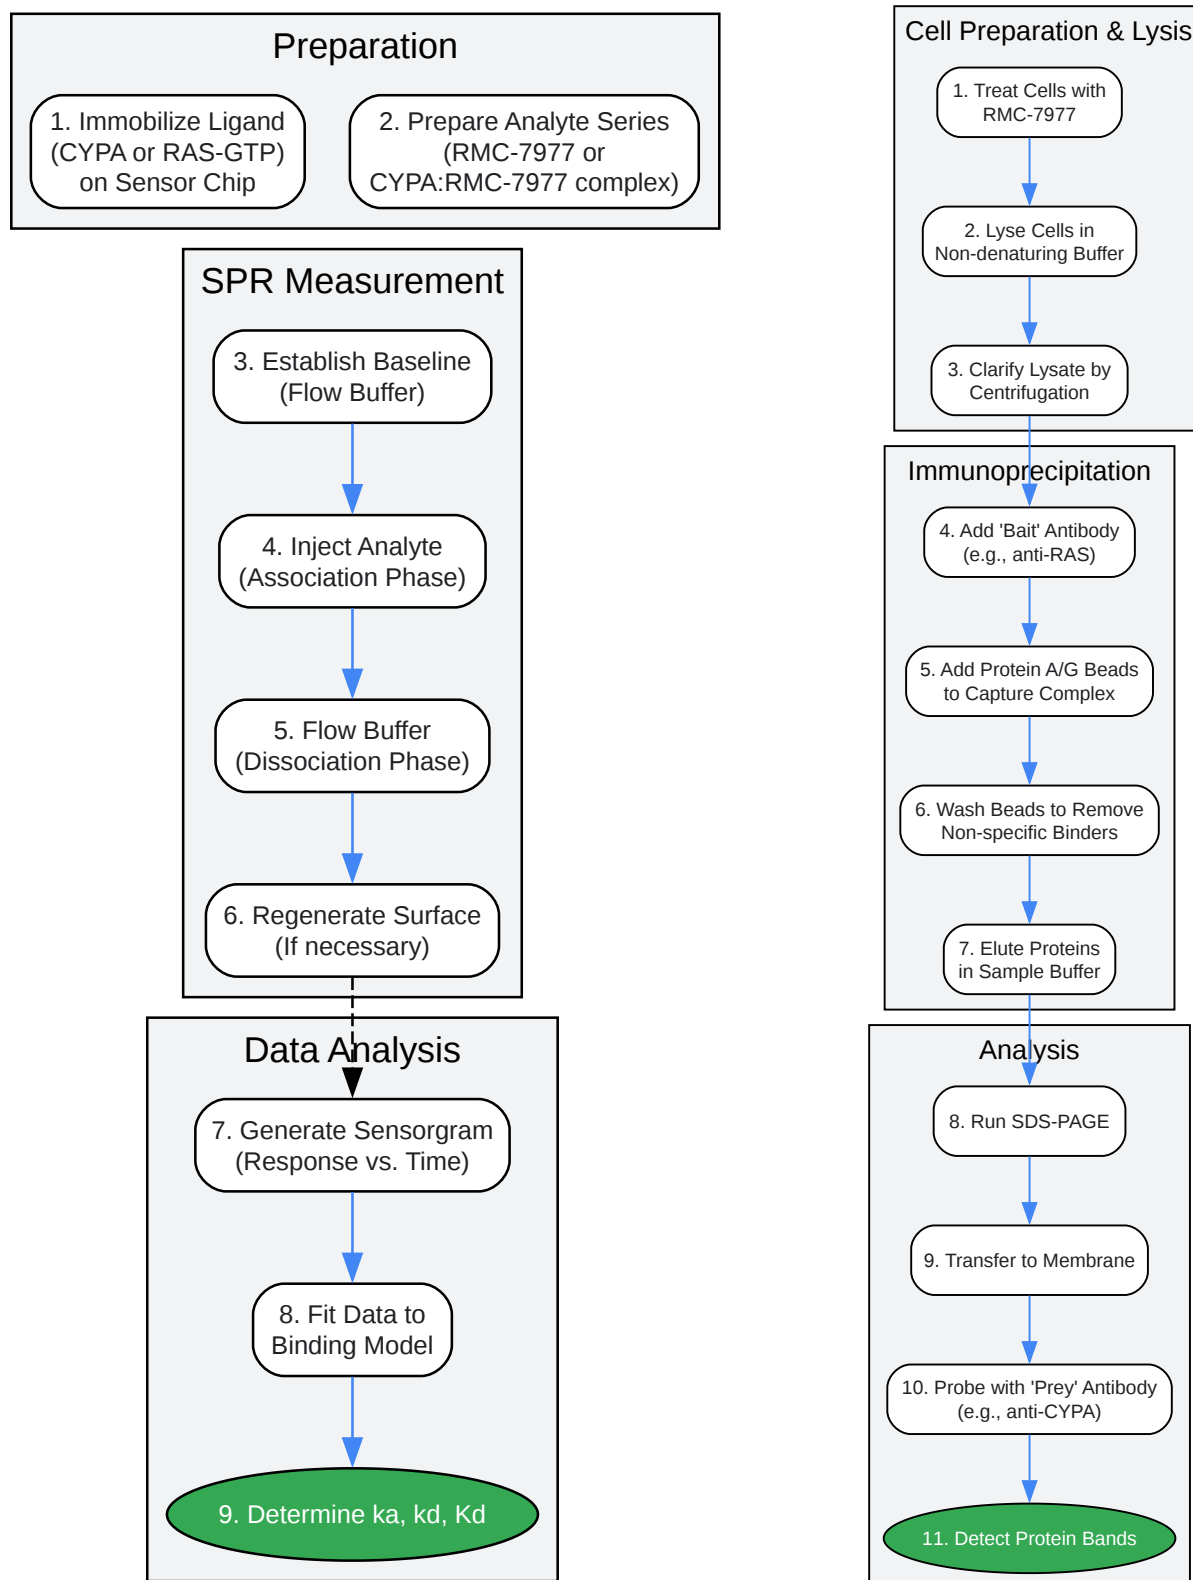 Preparation
1. Immobilize Ligand
(CYPA or RAS-GTP)
on Sensor Chip
2. Prepare Analyte Series
(RMC-7977 or
CYPA:RMC-7977 complex)
SPR Measurement
3. Establish Baseline
(Flow Buffer)
4. Inject Analyte
(Association Phase)
5. Flow Buffer
(Dissociation Phase)
6. Regenerate Surface
(If necessary)
Data Analysis
7. Generate Sensorgram
(Response vs. Time)
8. Fit Data to
Binding Model
9. Determine ka, kd, Kd
Cell Preparation & Lysis
1. Treat Cells with
RMC-7977
2. Lyse Cells in
Non-denaturing Buffer
3. Clarify Lysate by
Centrifugation
Immunoprecipitation
4. Add 'Bait' Antibody
(e.g., anti-RAS)
5. Add Protein A/G Beads
to Capture Complex
6. Wash Beads to Remove
Non-specific Binders
7. Elute Proteins
in Sample Buffer
Analysis
8. Run SDS-PAGE
9. Transfer to Membrane
10. Probe with 'Prey' Antibody
(e.g., anti-CYPA)
11. Detect Protein Bands